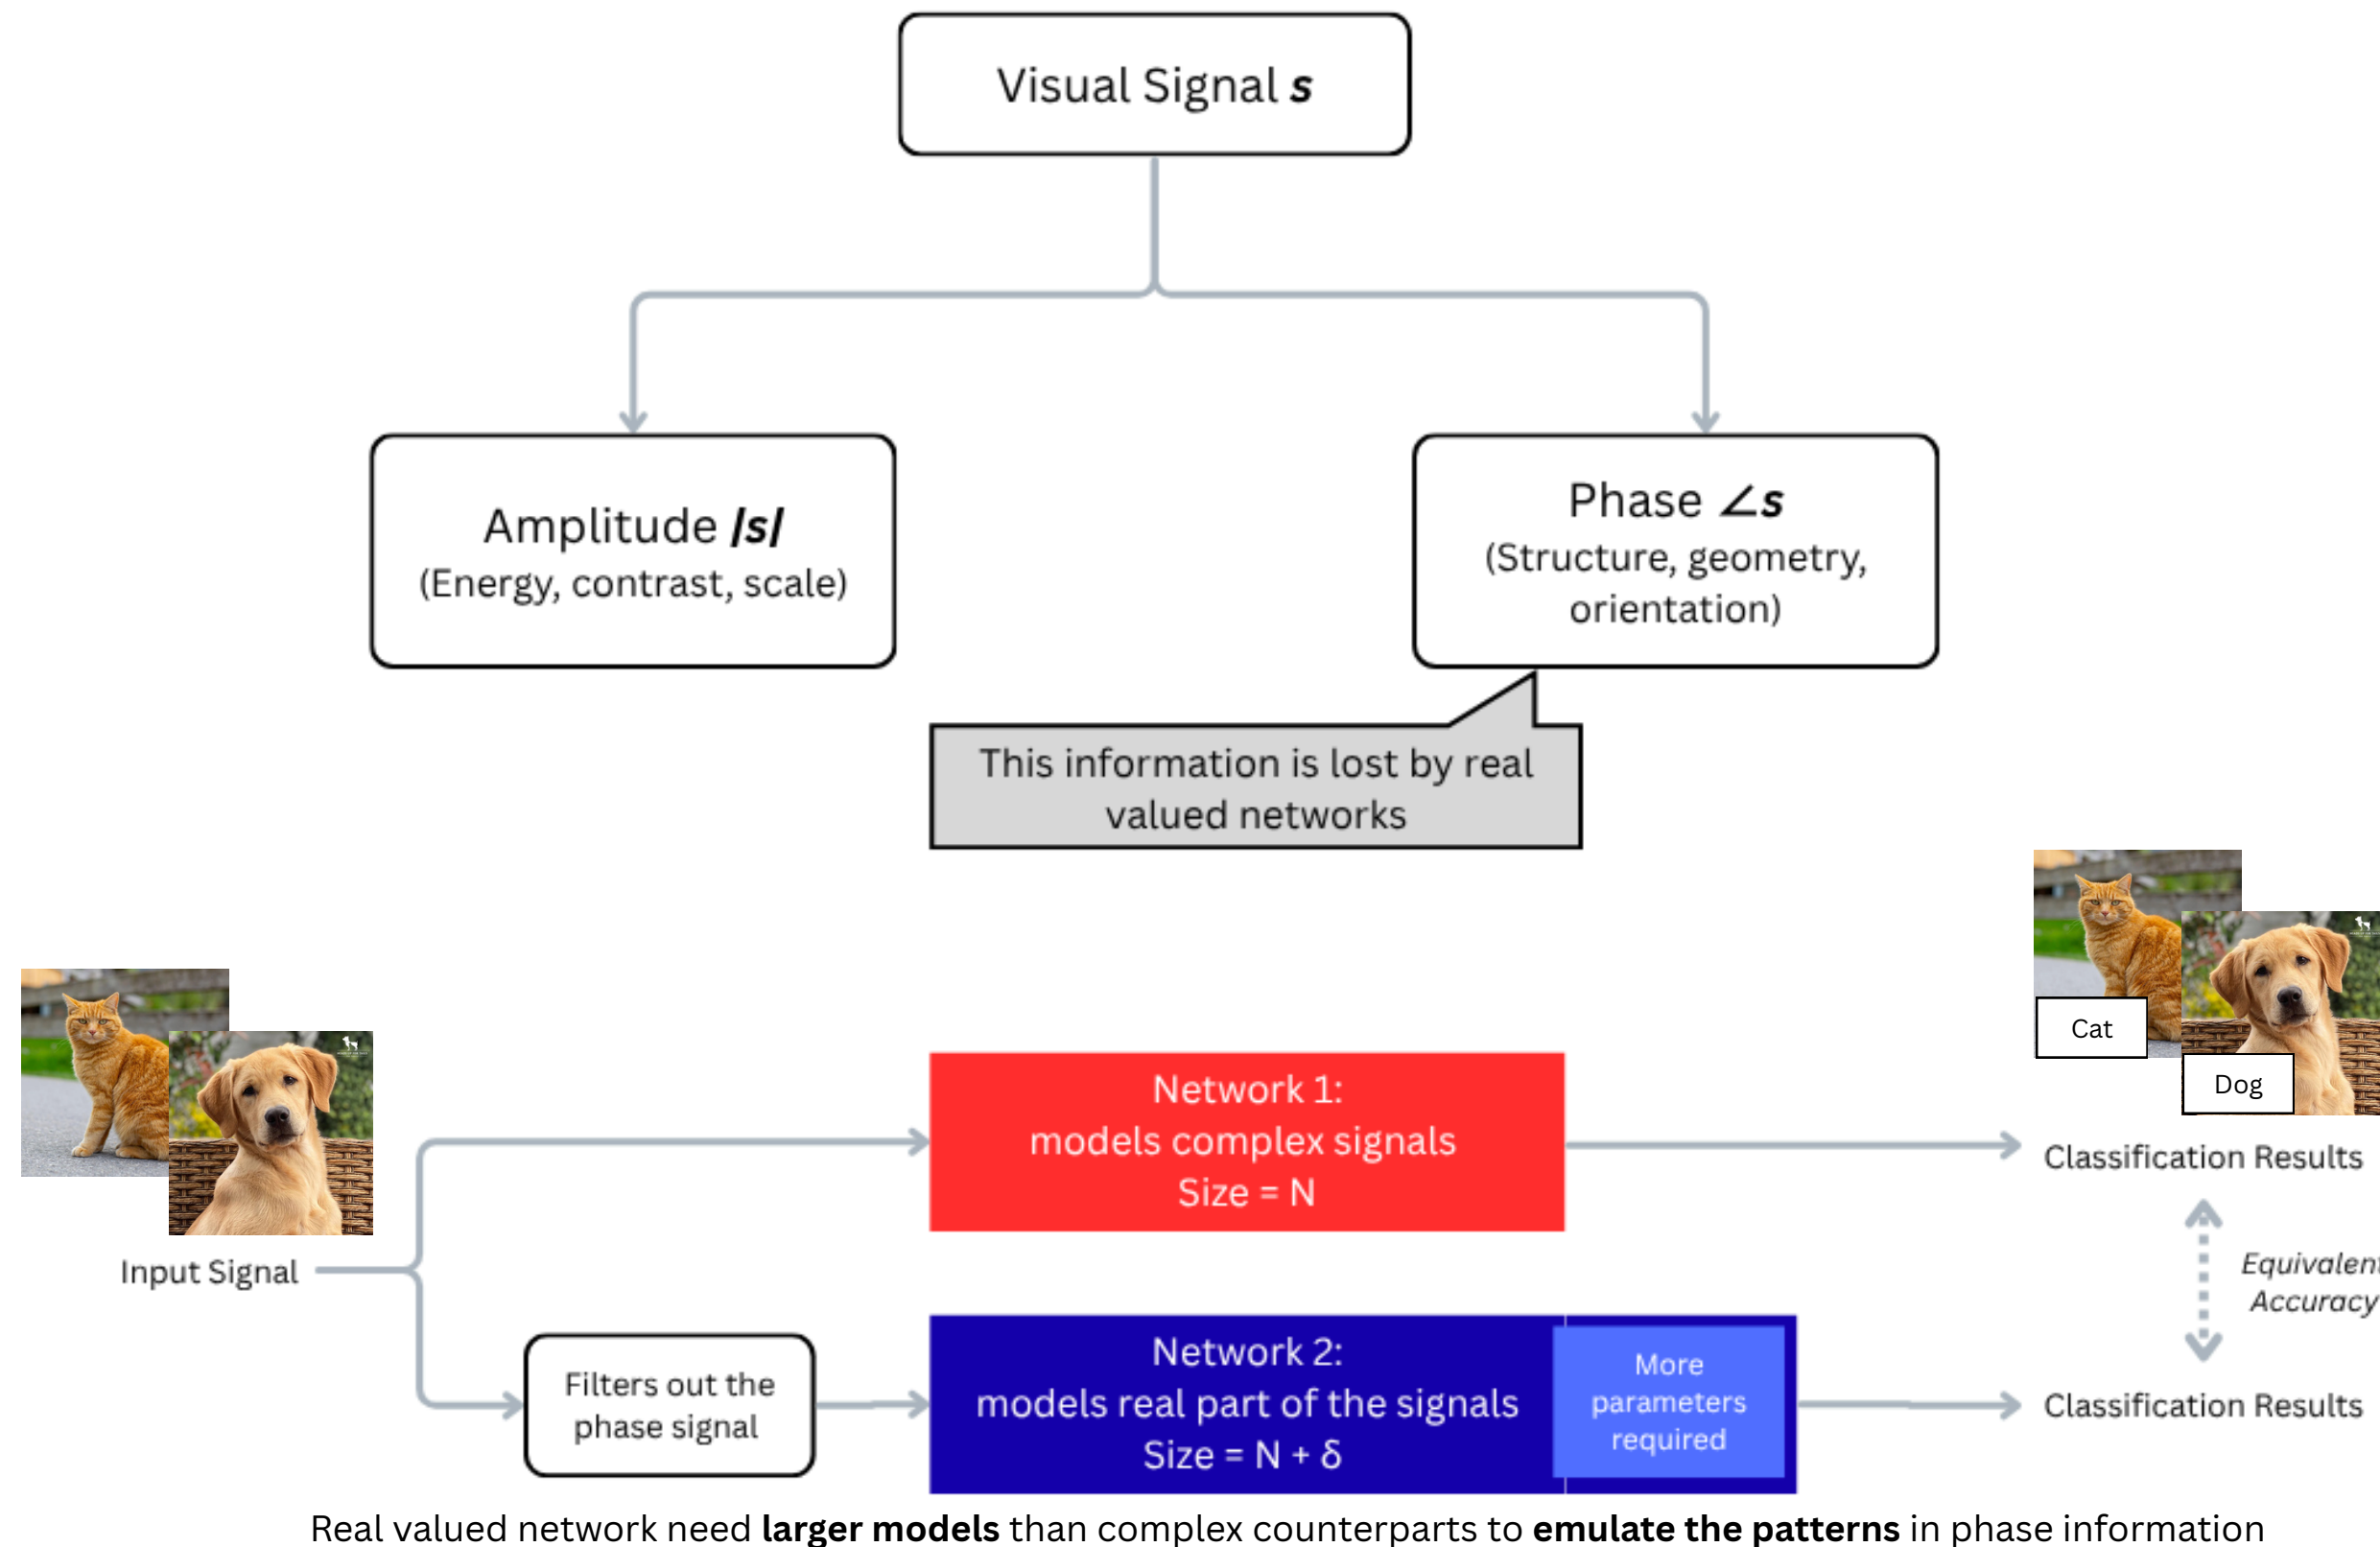 Visual Signal s
Amplitude |s|
(Energy, contrast, scale)
Phase ∠s
(Structure, geometry,
orientation)
This information is lost by real
valued networks
Cat
Dog
Network 1:
models complex signals
Size = N
Classification Results
Input Signal
Equivalent
Accuracy
Filters out the
phase signal
Network 2:
models real part of the signals
Size = N + δ
More
parameters
required
Classification Results
Real valued network need larger models than complex counterparts to emulate the patterns in phase information